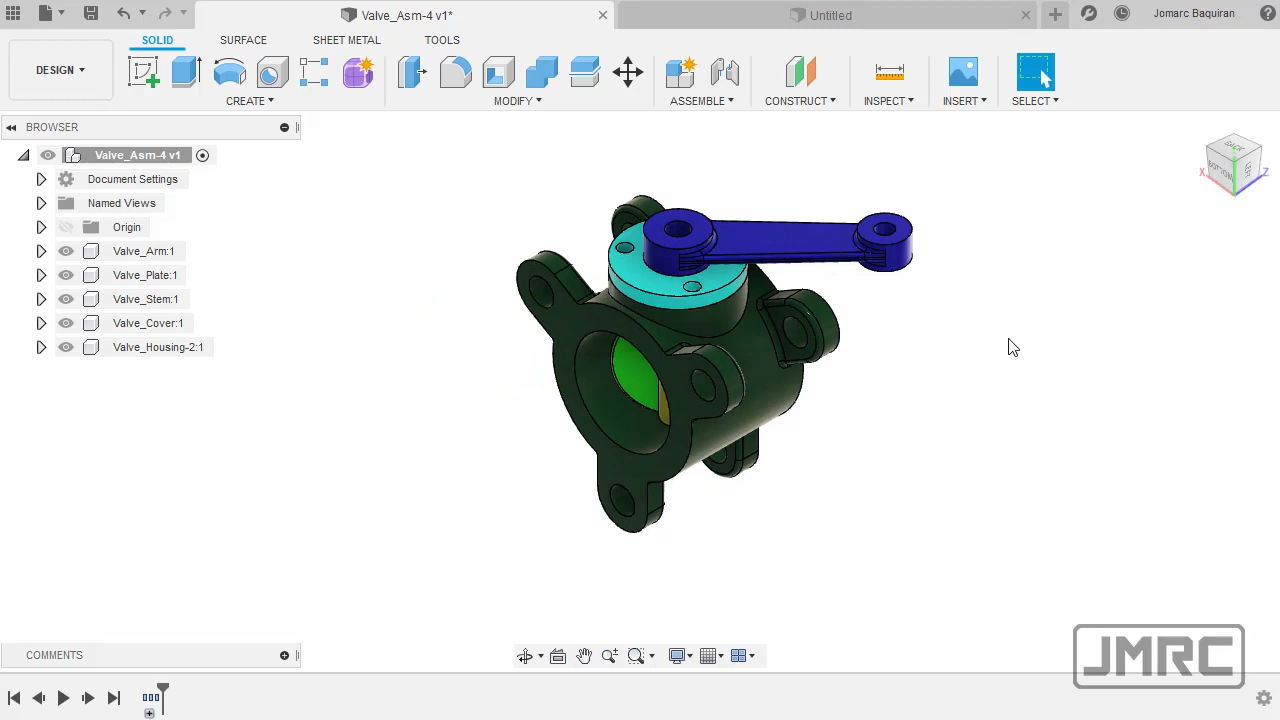 Valve_Asm-4 v1*
Untitled
Jomarc Baquiran
DESIGN
SOLID
SURFACE
SHEET METAL
TOOLS
CREATE
MODIFY
ASSEMBLE
CONSTRUCT
INSPECT
INSERT
SELECT
BROWSER
Valve_Asm-4 v1
Document Settings
Named Views
Origin
Valve_Arm:1
Valve_Plate:1
Valve_Stem:1
Valve_Cover:1
Valve_Housing-2:1
BACK
BOTTOM
X
Z
COMMENTS
JMRC